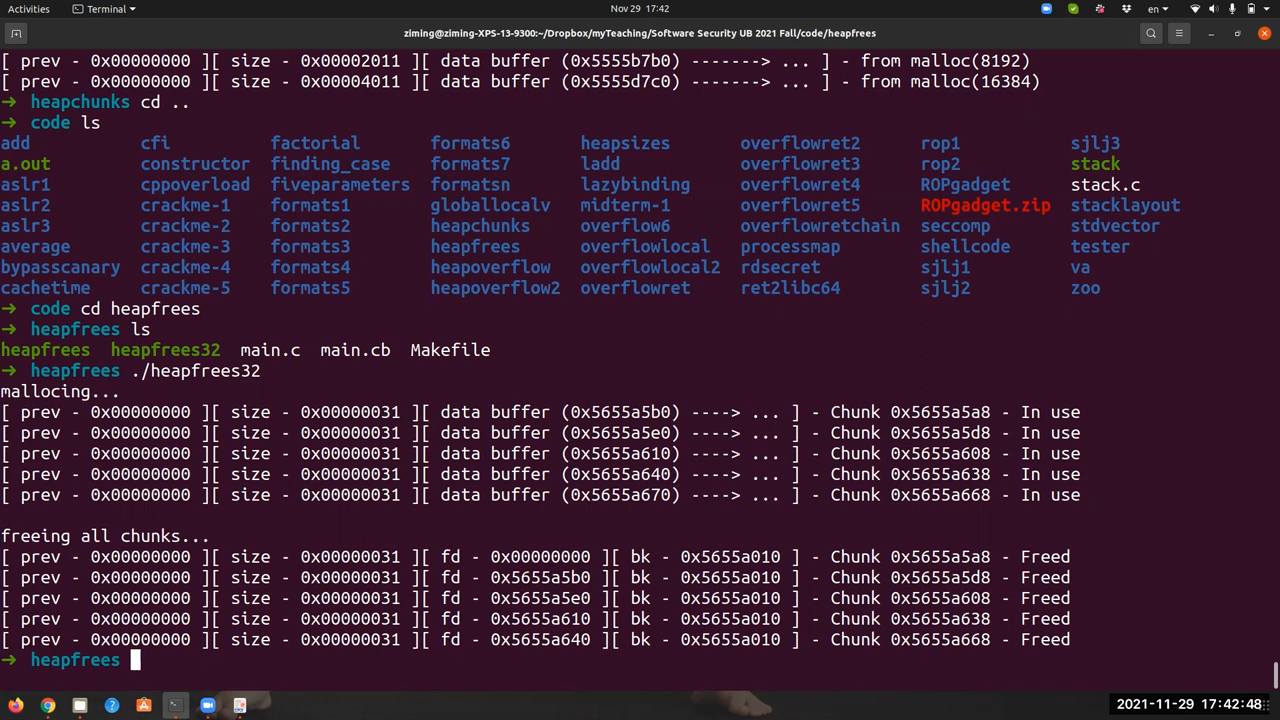 Activities Terminal Nov 29 17:42 en
ziming@ziming-XPS-13-9300:~/Dropbox/myTeaching/Software Security UB 2021 Fall/code/heapfrees
[ prev - 0x00000000 ][ size - 0x00002011 ][ data buffer (0x5555b7b0) -------> ... ] - from malloc(8192)
[ prev - 0x00000000 ][ size - 0x00004011 ][ data buffer (0x5555d7c0) -------> ... ] - from malloc(16384)
➜ heapchunks cd ..
➜ code ls
add cfi factorial formats6 heapsizes overflowret2 rop1 sjlj3
a.out constructor finding_case formats7 ladd overflowret3 rop2 stack
aslr1 cppoverload fiveparameters formatsn lazybinding overflowret4 ROPgadget stack.c
aslr2 crackme-1 formats1 globallocalv midterm-1 overflowret5 ROPgadget.zip stacklayout
aslr3 crackme-2 formats2 heapchunks overflow6 overflowretchain seccomp stdvector
average crackme-3 formats3 heapfrees overflowlocal processmap shellcode tester
bypasscanary crackme-4 formats4 heapoverflow overflowlocal2 rdsecret sjlj1 va
cachetime crackme-5 formats5 heapoverflow2 overflowret ret2libc64 sjlj2 zoo
➜ code cd heapfrees
➜ heapfrees ls
heapfrees heapfrees32 main.c main.cb Makefile
➜ heapfrees ./heapfrees32
mallocing...
[ prev - 0x00000000 ][ size - 0x00000031 ][ data buffer (0x5655a5b0) ----> ... ] - Chunk 0x5655a5a8 - In use
[ prev - 0x00000000 ][ size - 0x00000031 ][ data buffer (0x5655a5e0) ----> ... ] - Chunk 0x5655a5d8 - In use
[ prev - 0x00000000 ][ size - 0x00000031 ][ data buffer (0x5655a610) ----> ... ] - Chunk 0x5655a608 - In use
[ prev - 0x00000000 ][ size - 0x00000031 ][ data buffer (0x5655a640) ----> ... ] - Chunk 0x5655a638 - In use
[ prev - 0x00000000 ][ size - 0x00000031 ][ data buffer (0x5655a670) ----> ... ] - Chunk 0x5655a668 - In use
freeing all chunks...
[ prev - 0x00000000 ][ size - 0x00000031 ][ fd - 0x00000000 ][ bk - 0x5655a010 ] - Chunk 0x5655a5a8 - Freed
[ prev - 0x00000000 ][ size - 0x00000031 ][ fd - 0x5655a5b0 ][ bk - 0x5655a010 ] - Chunk 0x5655a5d8 - Freed
[ prev - 0x00000000 ][ size - 0x00000031 ][ fd - 0x5655a5e0 ][ bk - 0x5655a010 ] - Chunk 0x5655a608 - Freed
[ prev - 0x00000000 ][ size - 0x00000031 ][ fd - 0x5655a610 ][ bk - 0x5655a010 ] - Chunk 0x5655a638 - Freed
[ prev - 0x00000000 ][ size - 0x00000031 ][ fd - 0x5655a640 ][ bk - 0x5655a010 ] - Chunk 0x5655a668 - Freed
➜ heapfrees
2021-11-29 17:42:48